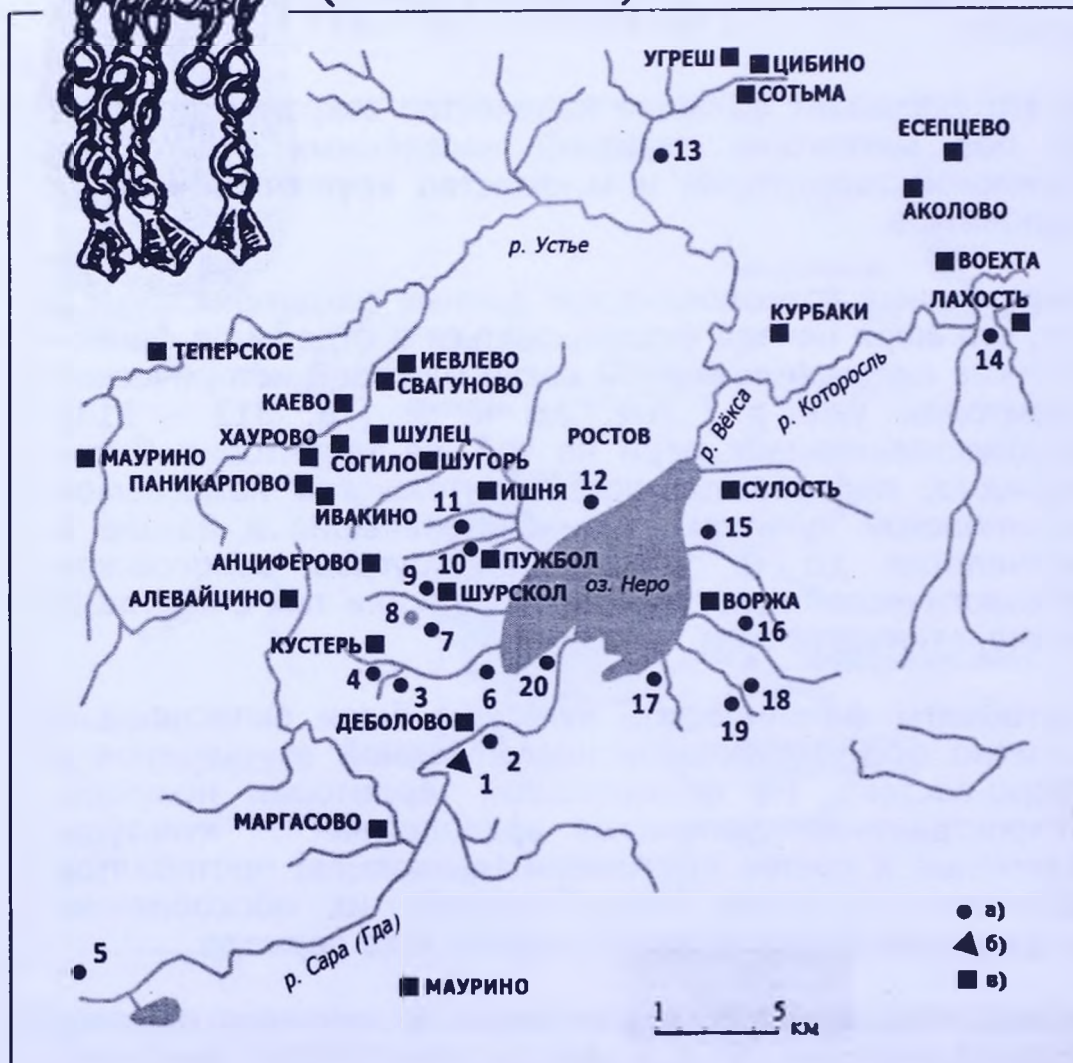 УГРЕШ
ЦИБИНО
СОТЬМА
ЕСЕПЦЕВО
13
АКОЛОВО
р. Устье
ВОЕХТА
ЛАХОСТЬ
КУРБАКИ
14
ТЕПЕРСКОЕ
ИЕВЛЕВО
СВАГУНОВО
р. Которосль
р. Вёкса
КАЕВО
ХАУРОВО
ШУЛЕЦ
РОСТОВ
МАУРИНО
СОГИЛО
ШУГОРЬ
ПАНИКАРПОВО
12
ИШНЯ
СУЛОСТЬ
ИВАКИНО
11
15
АНЦИФЕРОВО
10
ПУЖБОЛ
оз. Неро
9
АЛЕВАЙЦИНО
ШУРСКОЛ
ВОРЖА
8
7
16
КУСТЕРЬ
4
3
6
20
17
18
19
ДЕБОЛОВО
2
1
МАРГАСОВО
а)
б)
5
р. Сара (Гда)
МАУРИНО
в)
1 5
км